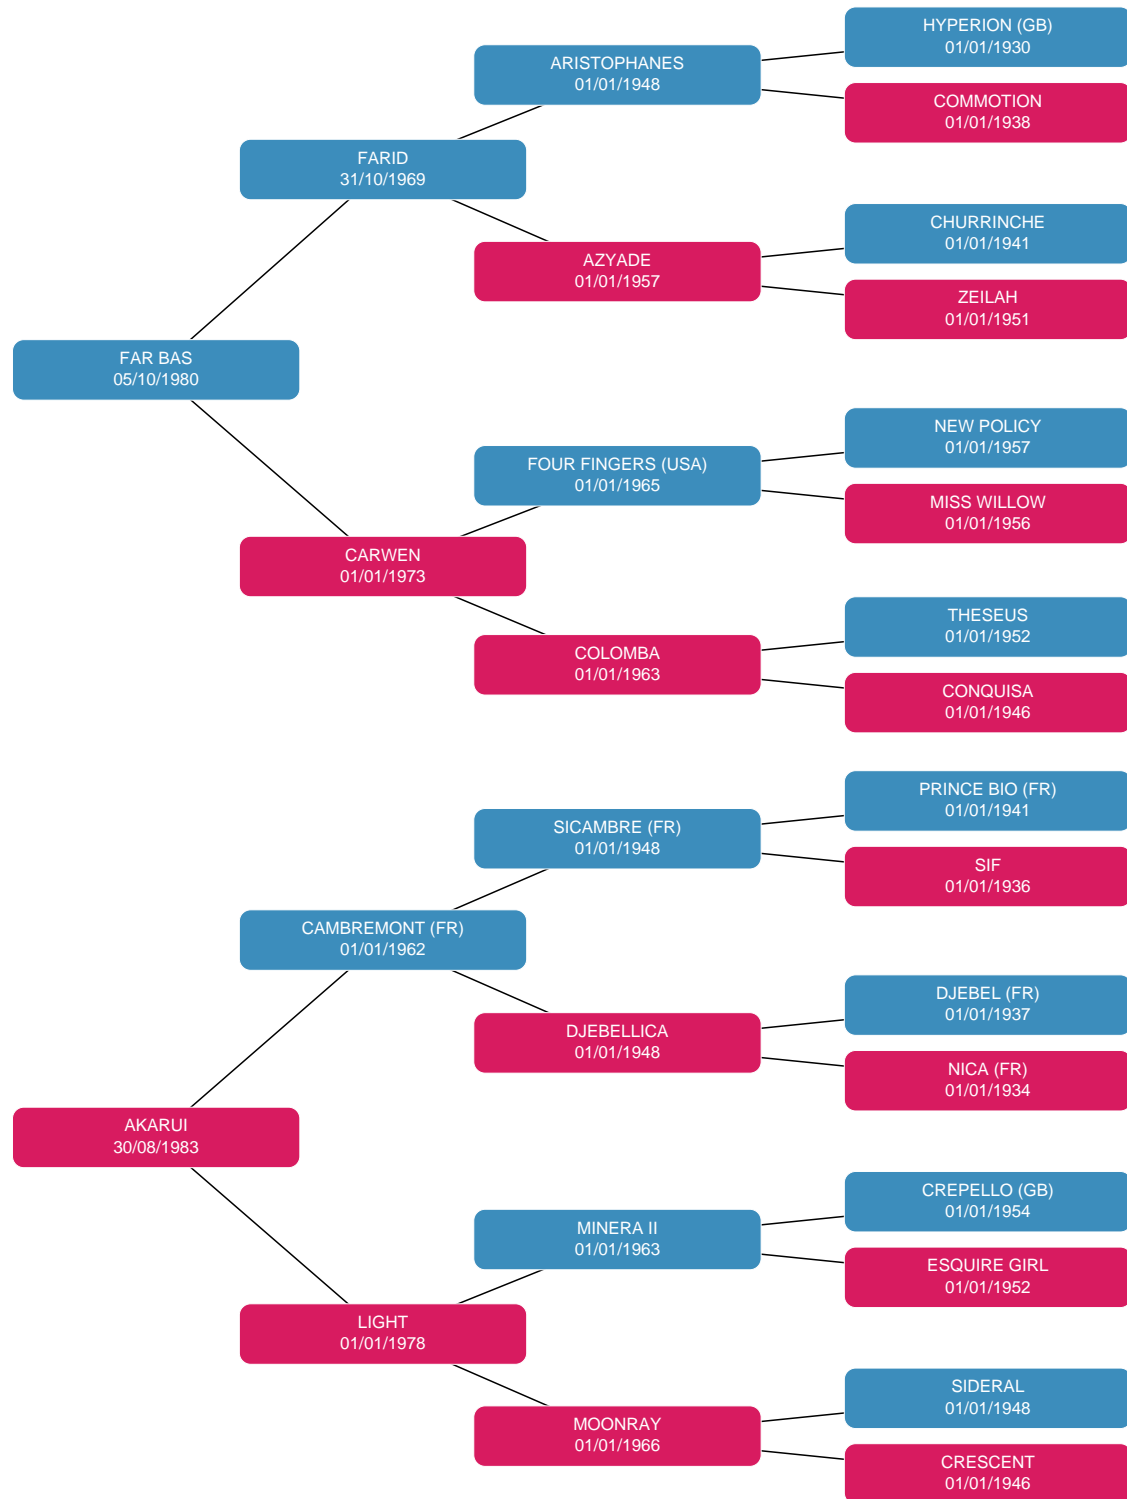 HYPERION (GB)
01/01/1930
ARISTOPHANES
01/01/1948
COMMOTION
01/01/1938
FARID
31/10/1969
CHURRINCHE
01/01/1941
AZYADE
01/01/1957
ZEILAH
01/01/1951
FAR BAS
05/10/1980
NEW POLICY
01/01/1957
FOUR FINGERS (USA)
01/01/1965
MISS WILLOW
01/01/1956
CARWEN
01/01/1973
THESEUS
01/01/1952
COLOMBA
01/01/1963
CONQUISA
01/01/1946
PRINCE BIO (FR)
01/01/1941
SICAMBRE (FR)
01/01/1948
SIF
01/01/1936
CAMBREMONT (FR)
01/01/1962
DJEBEL (FR)
01/01/1937
DJEBELLICA
01/01/1948
NICA (FR)
01/01/1934
AKARUI
30/08/1983
CREPELLO (GB)
01/01/1954
MINERA II
01/01/1963
ESQUIRE GIRL
01/01/1952
LIGHT
01/01/1978
SIDERAL
01/01/1948
MOONRAY
01/01/1966
CRESCENT
01/01/1946